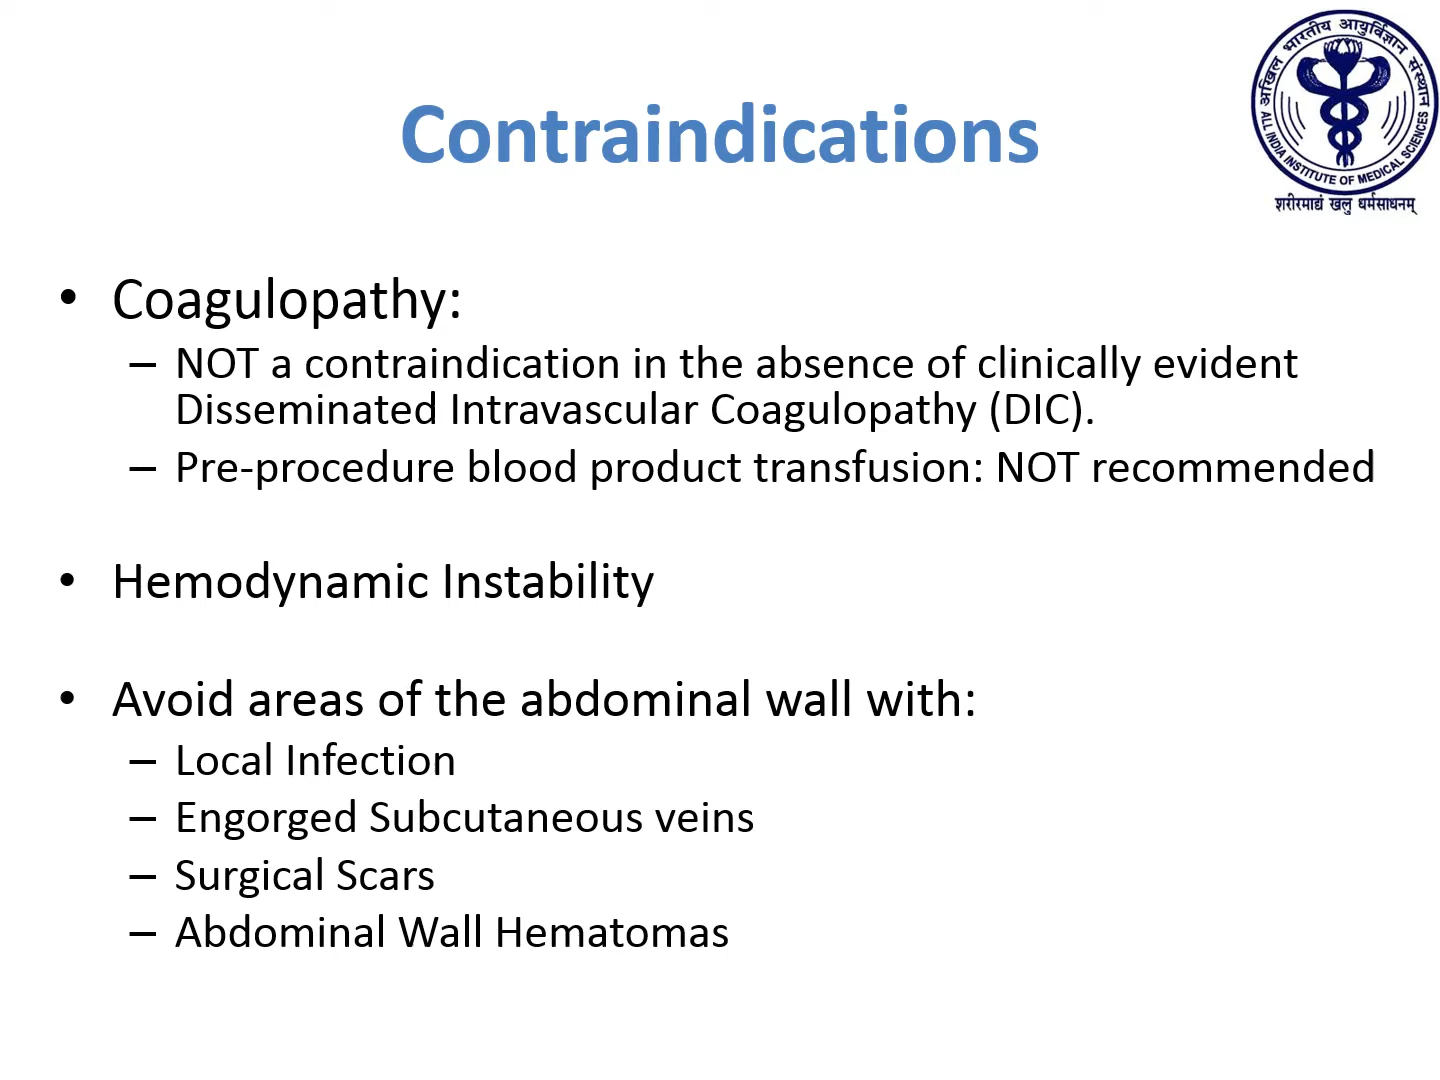 अखिल भारतीय आयुर्विज्ञान संस्थान
ALL INDIA INSTITUTE OF MEDICAL SCIENCES
शरीरमाद्यं खलु धर्मसाधनम्
Contraindications
• Coagulopathy:
– NOT a contraindication in the absence of clinically evident
Disseminated Intravascular Coagulopathy (DIC).
– Pre-procedure blood product transfusion: NOT recommended
• Hemodynamic Instability
• Avoid areas of the abdominal wall with:
– Local Infection
– Engorged Subcutaneous veins
– Surgical Scars
– Abdominal Wall Hematomas